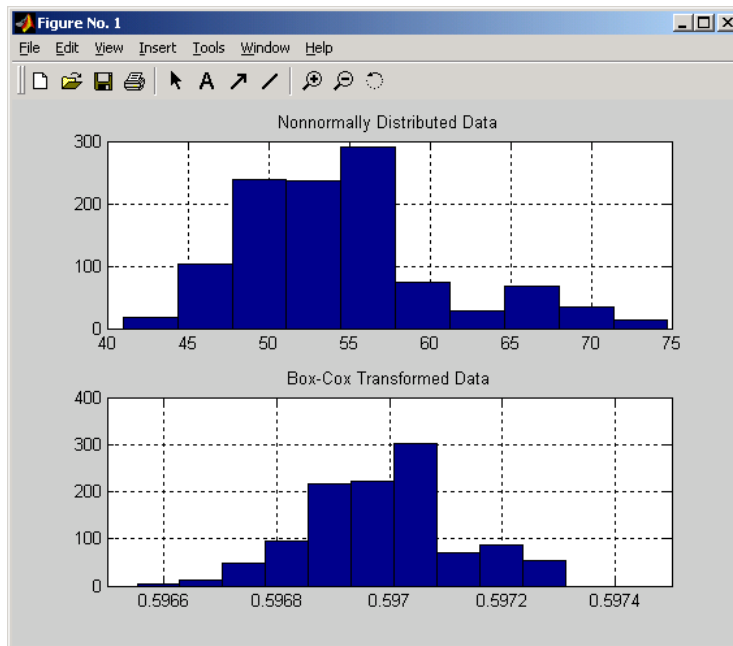 Figure No. 1
File Edit View Insert Tools Window Help
A
Nonnormally Distributed Data
300
200
100
0
40 45 50 55 60 65 70 75
Box-Cox Transformed Data
400
300
200
100
0
0.5966 0.5968 0.597 0.5972 0.5974